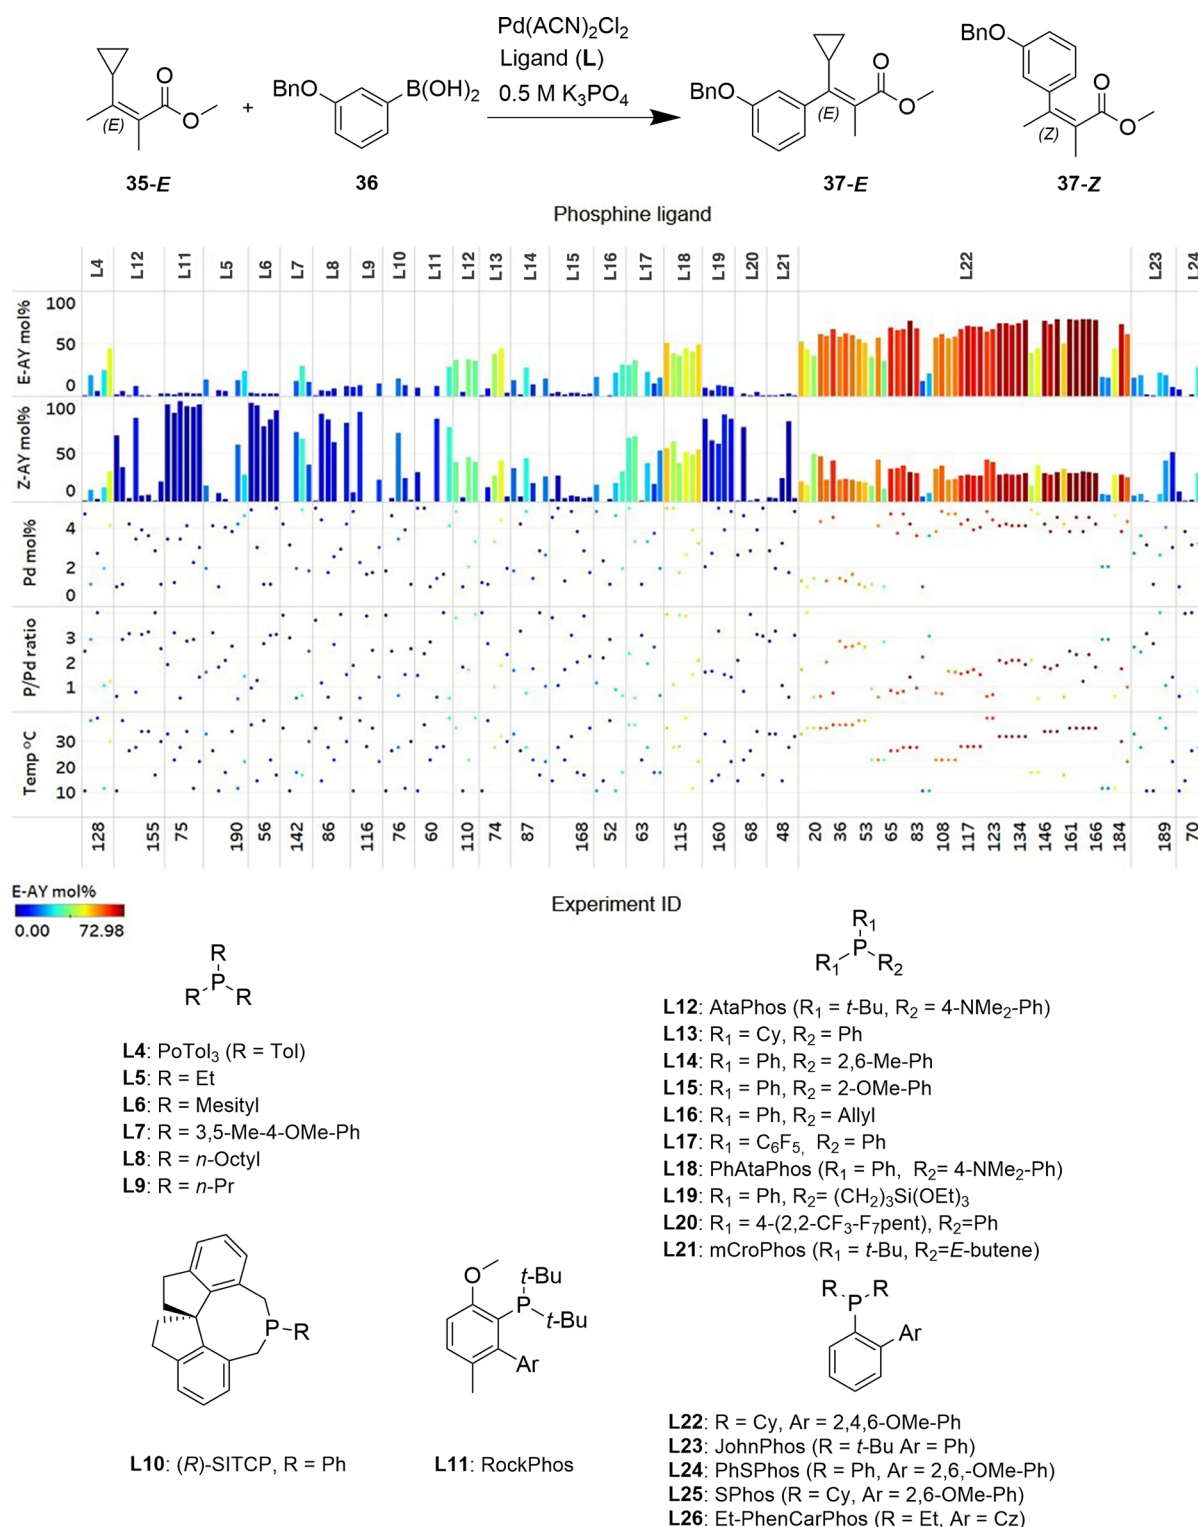 Pd(ACN)2Cl2
Ligand (L)
0.5 M K3PO4
O
O
(E)
+
BnO
B(OH)2
BnO
O
O
(E)
BnO
O
O
(Z)
35-E
36
37-E
37-Z
Phosphine ligand
L4 L12 L11 L5 L6 L7 L8 L9 L10 L11 L12 L13 L14 L15 L16 L17 L18 L19 L20 L21 L22 L23 L24
E-AY mol%
100
50
0
Z-AY mol%
100
50
0
Pd mol%
4
2
0
P/Pd ratio
3
2
1
Temp ºC
30
20
10
128 155 75 190 56 142 86 116 76 60 110 74 87 168 52 63 115 160 68 48 20 36 53 65 83 108 117 123 134 146 161 166 184 189 70
Experiment ID
E-AY mol%
0.00 72.98
R
R P R
L4: PoTol3 (R = Tol)
L5: R = Et
L6: R = Mesityl
L7: R = 3,5-Me-4-OMe-Ph
L8: R = n-Octyl
L9: R = n-Pr
R1
R1 P R2
L12: AtaPhos (R1 = t-Bu, R2 = 4-NMe2-Ph)
L13: R1 = Cy, R2 = Ph
L14: R1 = Ph, R2 = 2,6-Me-Ph
L15: R1 = Ph, R2 = 2-OMe-Ph
L16: R1 = Ph, R2 = Allyl
L17: R1 = C6F5, R2 = Ph
L18: PhAtaPhos (R1 = Ph, R2= 4-NMe2-Ph)
L19: R1 = Ph, R2= (CH2)3Si(OEt)3
L20: R1 = 4-(2,2-CF3-F7pent), R2=Ph
L21: mCroPhos (R1 = t-Bu, R2=E-butene)
P-R
L10: (R)-SITCP, R = Ph
O
t-Bu
P
t-Bu
Ar
L11: RockPhos
R P R
Ar
L22: R = Cy, Ar = 2,4,6-OMe-Ph
L23: JohnPhos (R = t-Bu Ar = Ph)
L24: PhSPhos (R = Ph, Ar = 2,6,-OMe-Ph)
L25: SPhos (R = Cy, Ar = 2,6-OMe-Ph)
L26: Et-PhenCarPhos (R = Et, Ar = Cz)